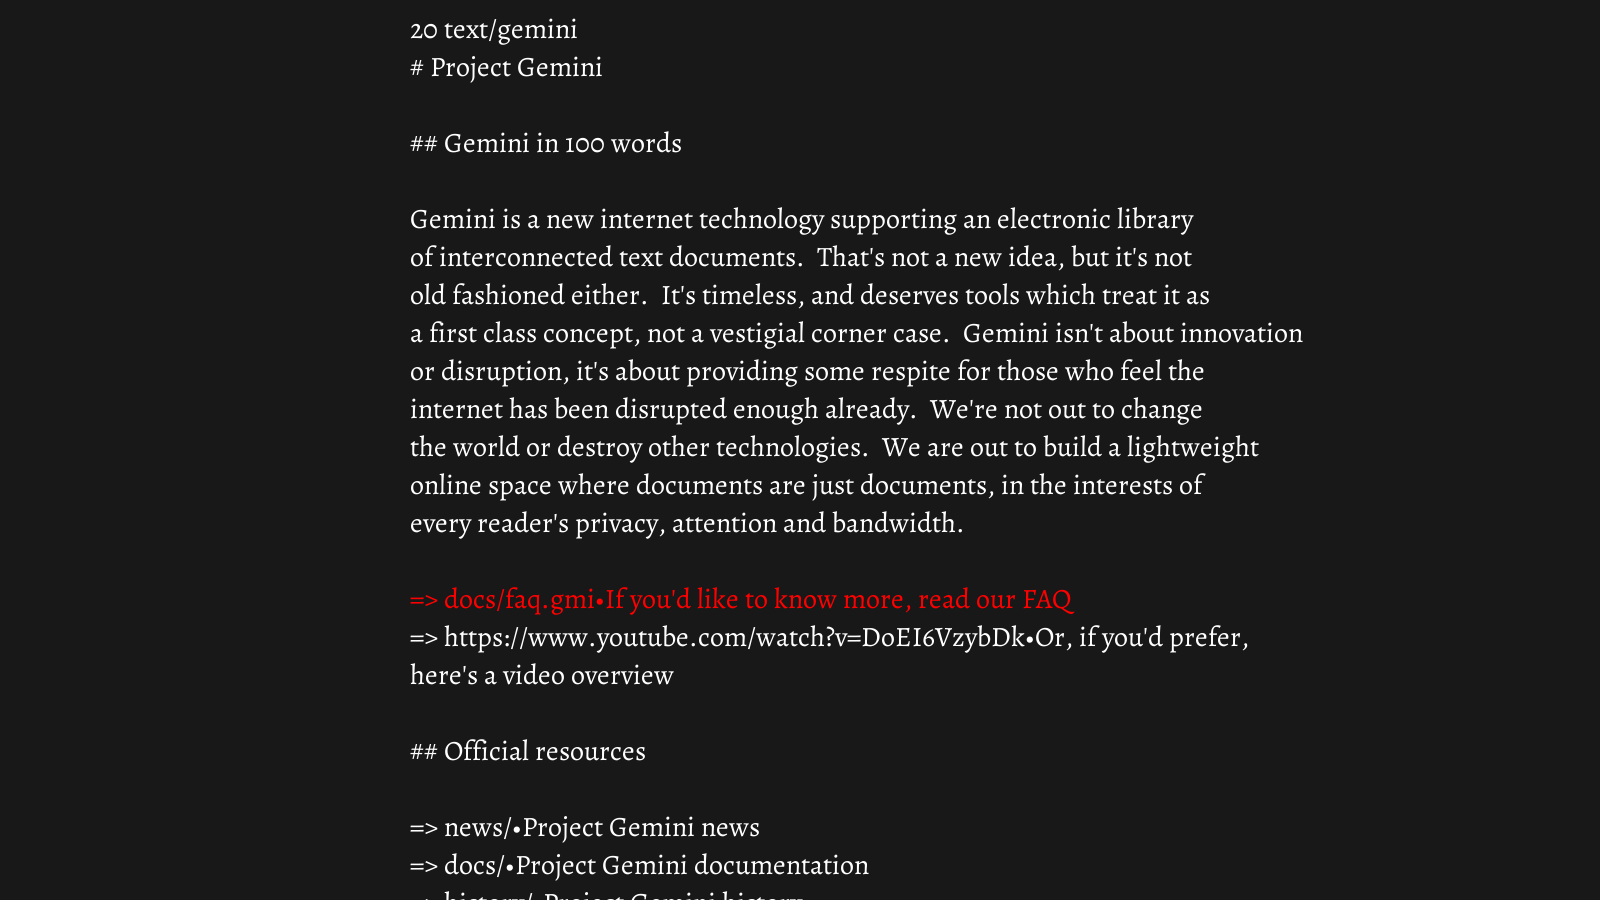 20 text/gemini
# Project Gemini
## Gemini in 100 words
Gemini is a new internet technology supporting an electronic library
of interconnected text documents.  That's not a new idea, but it's not
old fashioned either.  It's timeless, and deserves tools which treat it as
a first class concept, not a vestigial corner case.  Gemini isn't about innovation
or disruption, it's about providing some respite for those who feel the
internet has been disrupted enough already.  We're not out to change
the world or destroy other technologies.  We are out to build a lightweight
online space where documents are just documents, in the interests of
every reader's privacy, attention and bandwidth.
=> docs/faq.gmi•If you'd like to know more, read our FAQ
=> https://www.youtube.com/watch?v=DoEI6VzybDk•Or, if you'd prefer,
here's a video overview
## Official resources
=> news/•Project Gemini news
=> docs/•Project Gemini documentation
=> history/•Project Gemini history